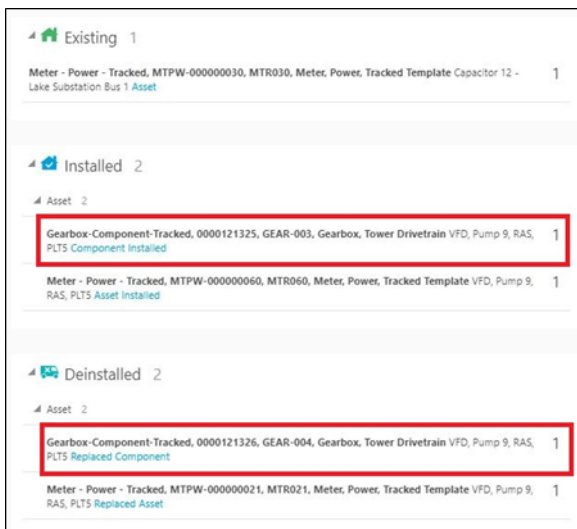 Existing 1
Meter - Power - Tracked, MTPW-000000030, MTR030, Meter, Power, Tracked Template Capacitor 12 - 1
Lake Substation Bus 1 Asset
Installed 2
Asset 2
Gearbox-Component-Tracked, 0000121325, GEAR-003, Gearbox, Tower Drivetrain VFD, Pump 9, RAS, 1
PLT5 Component Installed
Meter - Power - Tracked, MTPW-000000060, MTR060, Meter, Power, Tracked Template VFD, Pump 9, 1
RAS, PLT5 Asset Installed
Deinstalled 2
Asset 2
Gearbox-Component-Tracked, 0000121326, GEAR-004, Gearbox, Tower Drivetrain VFD, Pump 9, RAS, 1
PLT5 Replaced Component
Meter - Power - Tracked, MTPW-000000021, MTR021, Meter, Power, Tracked Template VFD, Pump 9, 1
RAS, PLT5 Replaced Asset